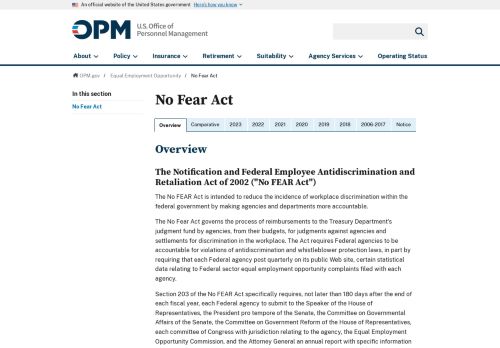 An official website of the United States government Here's how you know
OPM U.S. Office of
Personnel Management
About Policy Insurance Retirement Suitability Agency Services Operating Status
OPM.gov / Equal Employment Opportunity / No Fear Act
In this section
No Fear Act
No Fear Act
Overview Comparative 2023 2022 2021 2020 2019 2018 2006-2017 Notice
Overview
The Notification and Federal Employee Antidiscrimination and
Retaliation Act of 2002 ("No FEAR Act")
The No FEAR Act is intended to reduce the incidence of workplace discrimination within the
federal government by making agencies and departments more accountable.
The No Fear Act governs the process of reimbursements to the Treasury Department's
judgment fund by agencies, from their budgets, for judgments against agencies and
settlements for discrimination in the workplace. The Act requires Federal agencies to be
accountable for violations of antidiscrimination and whistleblower protection laws, in part by
requiring that each Federal agency post quarterly on its public Web site, certain statistical
data relating to Federal sector equal employment opportunity complaints filed with each
agency.
Section 203 of the No FEAR Act specifically requires, not later than 180 days after the end of
each fiscal year, each Federal agency to submit to the Speaker of the House of
Representatives, the President pro tempore of the Senate, the Committee on Governmental
Affairs of the Senate, the Committee on Government Reform of the House of Representatives,
each committee of Congress with jurisdiction relating to the agency, the Equal Employment
Opportunity Commission, and the Attorney General an annual report with specific information